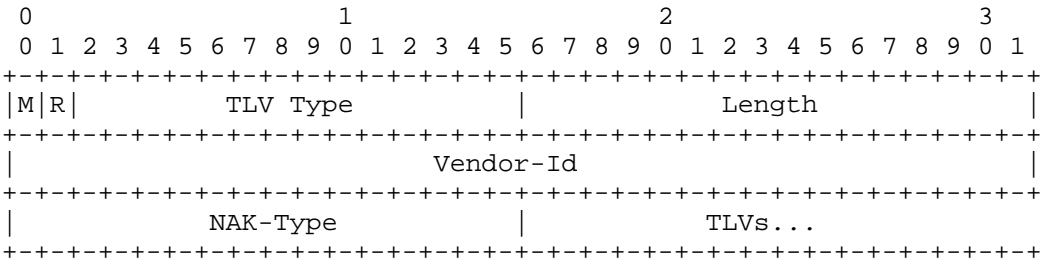 0                   1                   2                   3
 0 1 2 3 4 5 6 7 8 9 0 1 2 3 4 5 6 7 8 9 0 1 2 3 4 5 6 7 8 9 0 1
+-+-+-+-+-+-+-+-+-+-+-+-+-+-+-+-+-+-+-+-+-+-+-+-+-+-+-+-+-+-+-+-+
|M|R|         TLV Type            |            Length             |
+-+-+-+-+-+-+-+-+-+-+-+-+-+-+-+-+-+-+-+-+-+-+-+-+-+-+-+-+-+-+-+-+
|                          Vendor-Id                            |
+-+-+-+-+-+-+-+-+-+-+-+-+-+-+-+-+-+-+-+-+-+-+-+-+-+-+-+-+-+-+-+-+
|            NAK-Type           |           TLVs...
+-+-+-+-+-+-+-+-+-+-+-+-+-+-+-+-+-+-+-+-+-+-+-+-+-+-+-+-+-+-+-+-+